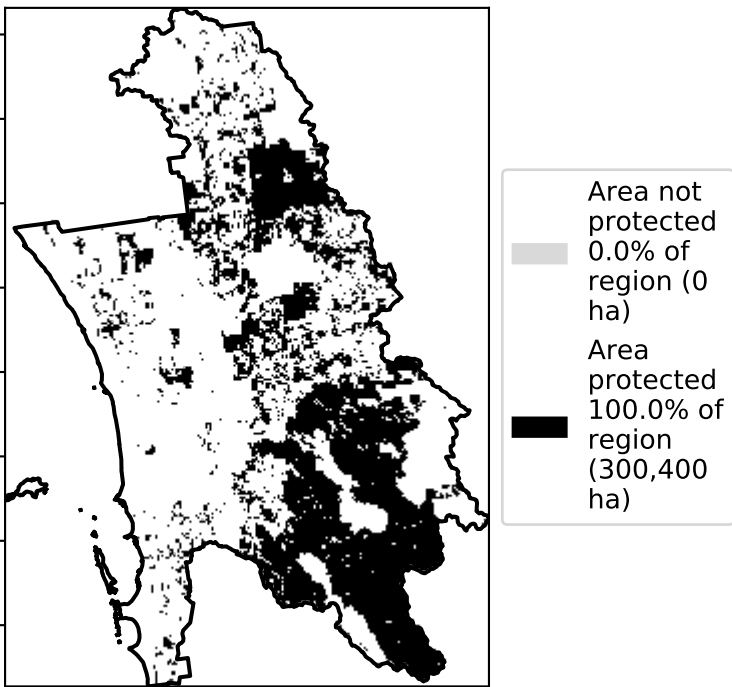 Area not
protected
0.0% of
region (0
ha)
Area
protected
100.0% of
region
(300,400
ha)